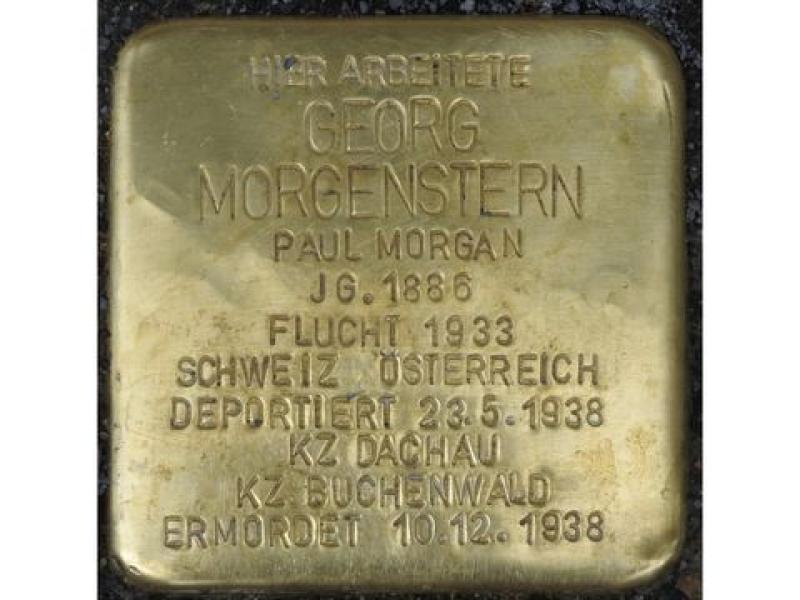 HIER ARBEITETE
GEORG
MORGENSTERN
PAUL MORGAN
JG. 1886
FLUCHT 1933
SCHWEIZ ÖSTERREICH
DEPORTIERT 23.5.1938
KZ DACHAU
KZ BUCHENWALD
ERMORDET 10.12.1938